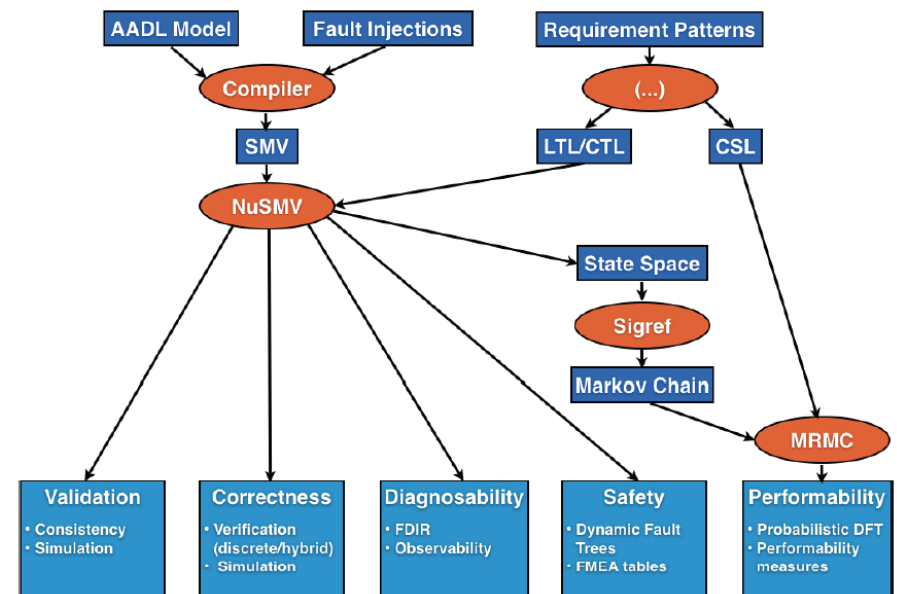 AADL Model
Fault Injections
Requirement Patterns
Compiler
(...)
SMV
LTL/CTL
CSL
NuSMV
State Space
Sigref
Markov Chain
MRMC
Validation
• Consistency
• Simulation
Correctness
• Verification
(discrete/hybrid)
• Simulation
Diagnosability
• FDIR
• Observability
Safety
• Dynamic Fault
Trees
• FMEA tables
Performability
• Probabilistic DFT
• Performability
measures